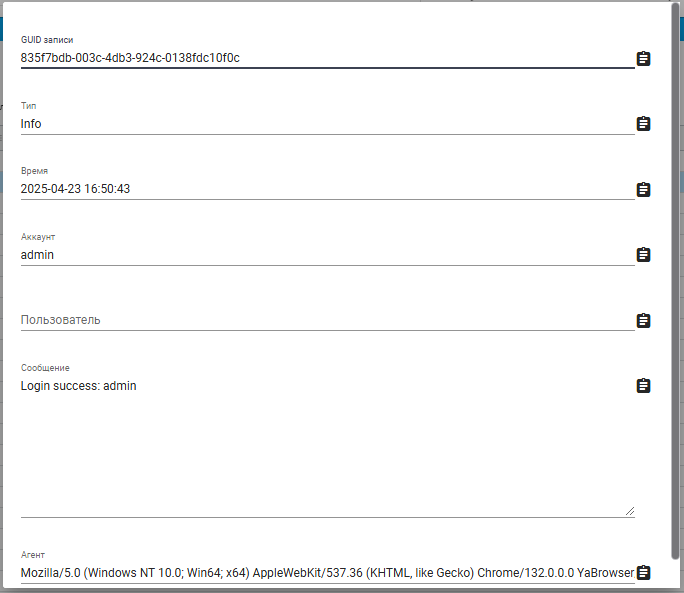 GUID записи
835f7bdb-003c-4db3-924c-0138fdc10f0c
Тип
Info
Время
2025-04-23 16:50:43
Аккаунт
admin
Пользователь
Сообщение
Login success: admin
Агент
Mozilla/5.0 (Windows NT 10.0; Win64; x64) AppleWebKit/537.36 (KHTML, like Gecko) Chrome/132.0.0.0 YaBrowser